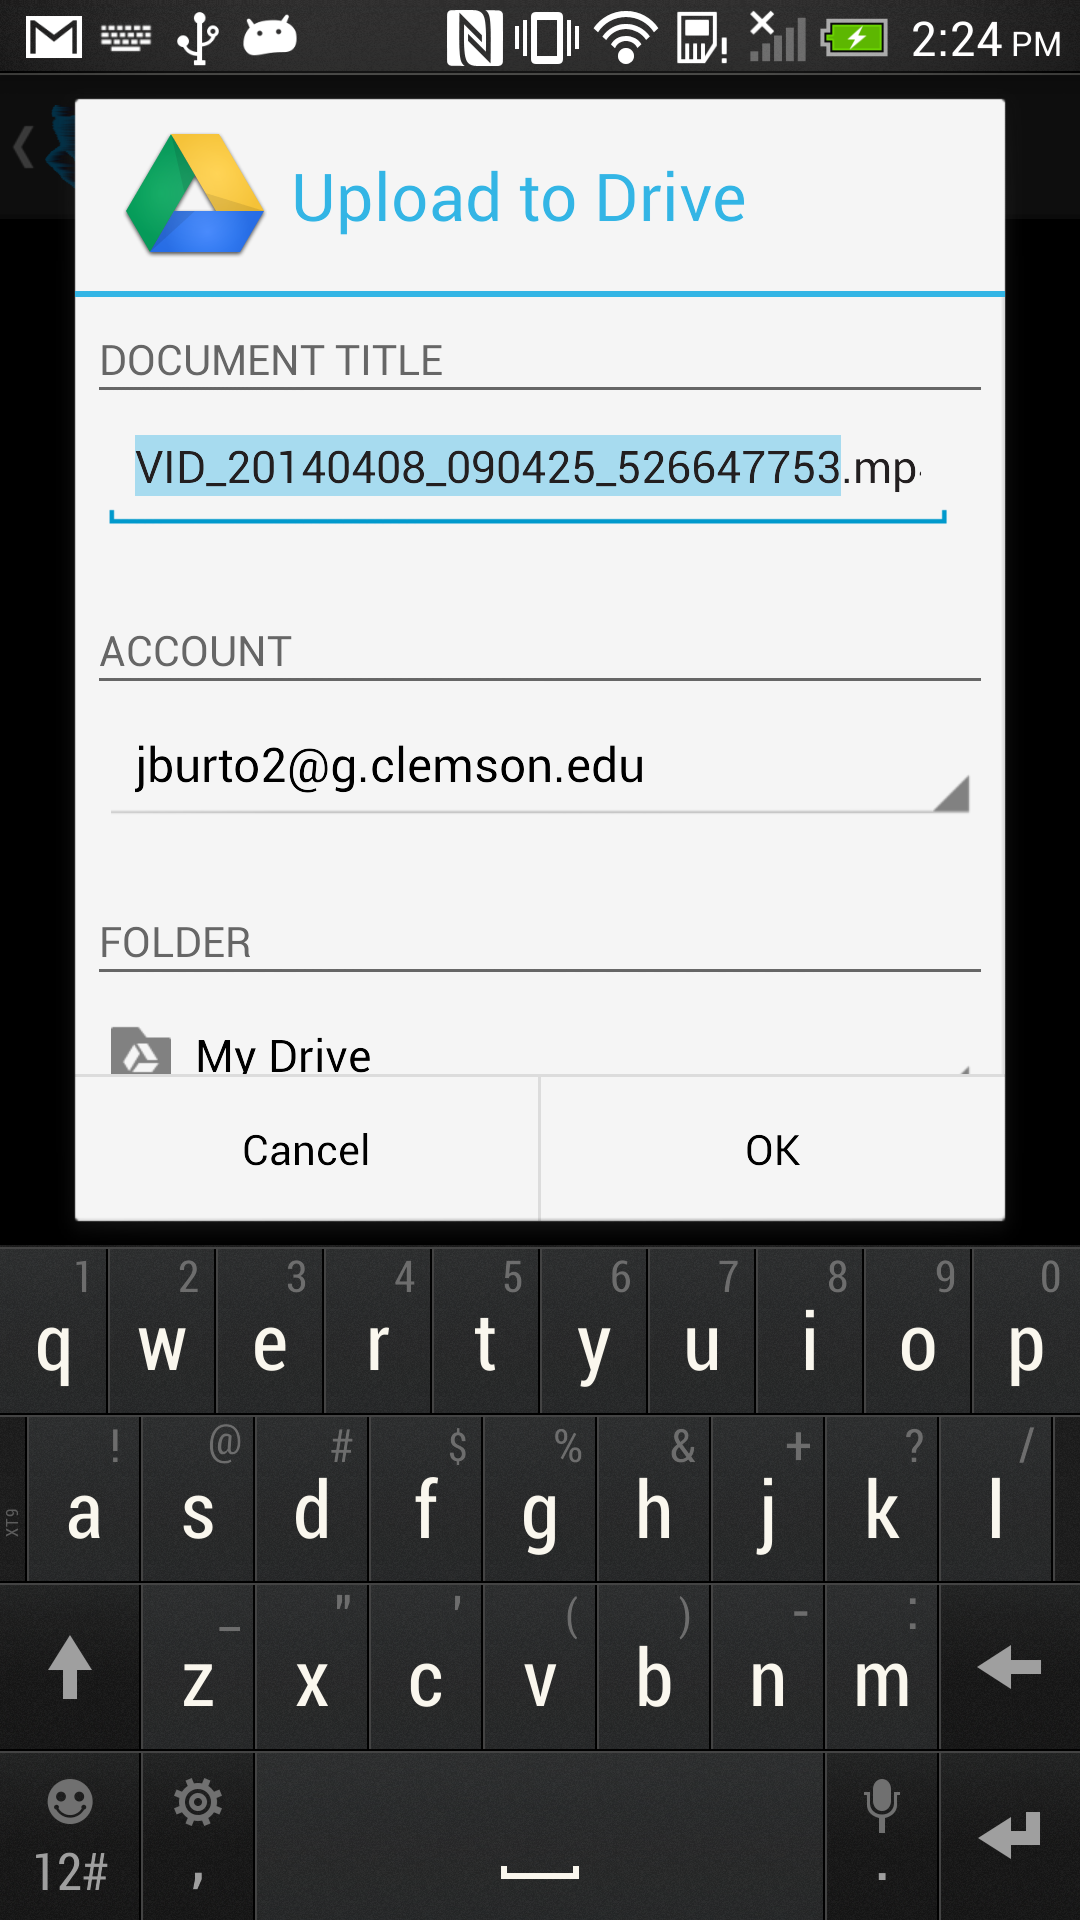 2:24 PM
Upload to Drive
DOCUMENT TITLE
VID_20140408_090425_526647753.mp
ACCOUNT
jburto2@g.clemson.edu
FOLDER
My Drive
Cancel OK
1 2 3 4 5 6 7 8 9 0
q w e r t y u i o p
! @ # $ % & + ? /
XT9 a s d f g h j k l
_ " ' ( ) - :
z x c v b n m
12# , .